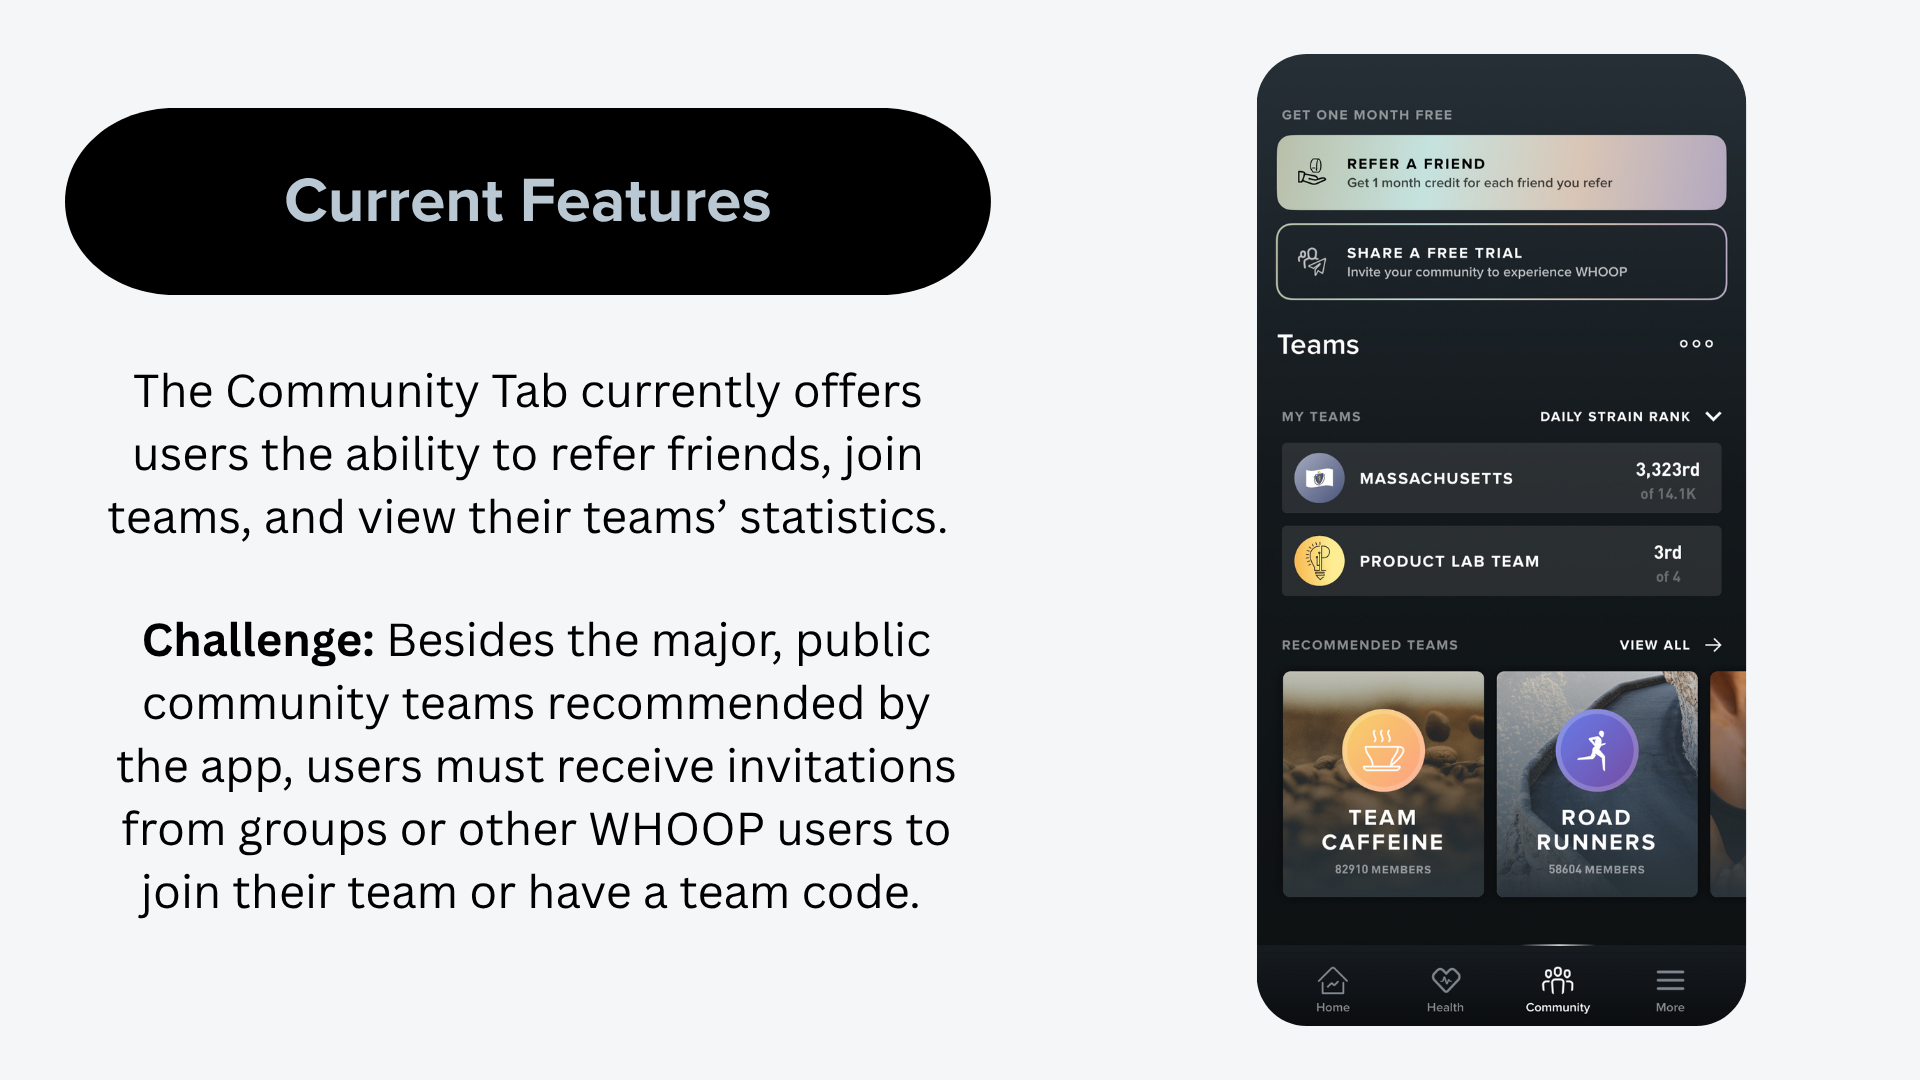 Current Features
The Community Tab currently offers
users the ability to refer friends, join
teams, and view their teams’ statistics.
Challenge: Besides the major, public
community teams recommended by
the app, users must receive invitations
from groups or other WHOOP users to
join their team or have a team code.
GET ONE MONTH FREE
REFER A FRIEND
Get 1 month credit for each friend you refer
SHARE A FREE TRIAL
Invite your community to experience WHOOP
Teams
MY TEAMS
DAILY STRAIN RANK
MASSACHUSETTS
3,323rd
of 14.1K
PRODUCT LAB TEAM
3rd
of 4
RECOMMENDED TEAMS
VIEW ALL
TEAM
CAFFEINE
82910 MEMBERS
ROAD
RUNNERS
58604 MEMBERS
Home
Health
Community
More